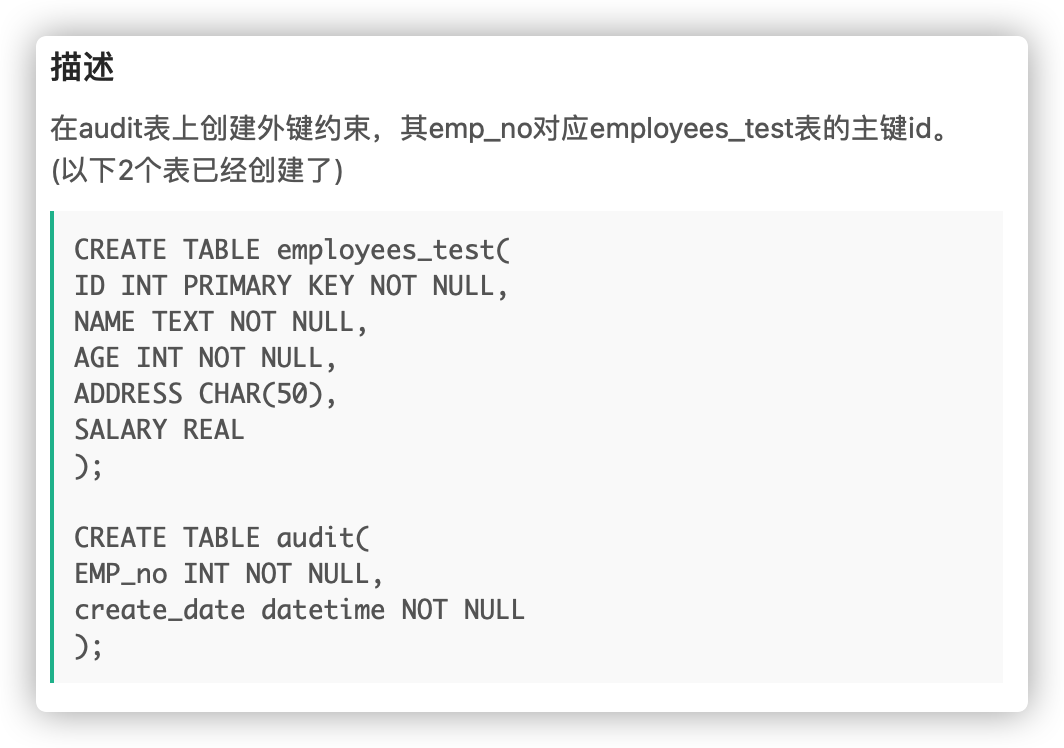 描述
在audit表上创建外键约束，其emp_no对应employees_test表的主键id。
(以下2个表已经创建了)
CREATE TABLE employees_test(
ID INT PRIMARY KEY NOT NULL,
NAME TEXT NOT NULL,
AGE INT NOT NULL,
ADDRESS CHAR(50),
SALARY REAL
);
CREATE TABLE audit(
EMP_no INT NOT NULL,
create_date datetime NOT NULL
);